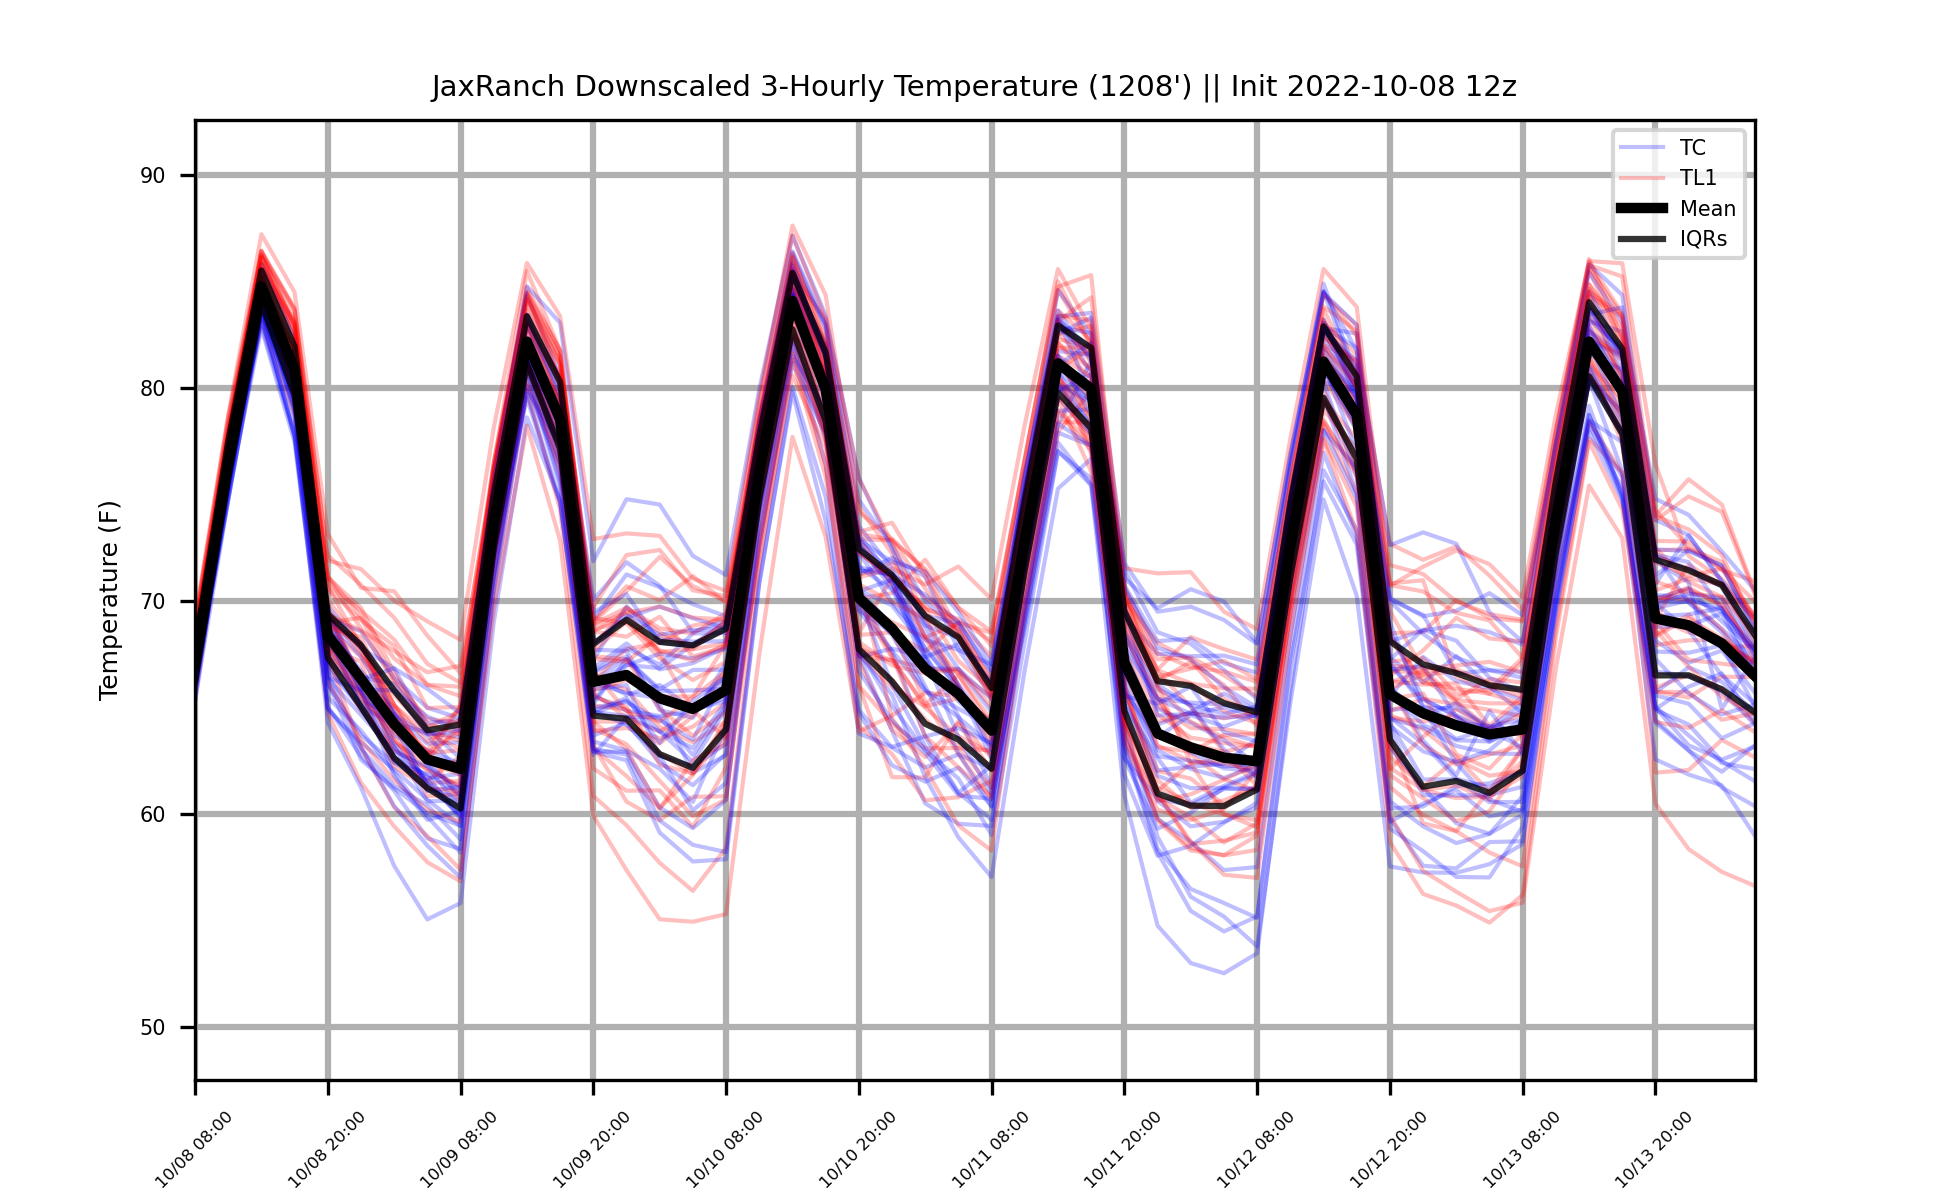 JaxRanch Downscaled 3-Hourly Temperature (1208') || Init 2022-10-08 12z
TC
TL1
Mean
IQRs
Temperature (F)
90
80
70
60
50
10/08 08:00
10/08 20:00
10/09 08:00
10/09 20:00
10/10 08:00
10/10 20:00
10/11 08:00
10/11 20:00
10/12 08:00
10/12 20:00
10/13 08:00
10/13 20:00